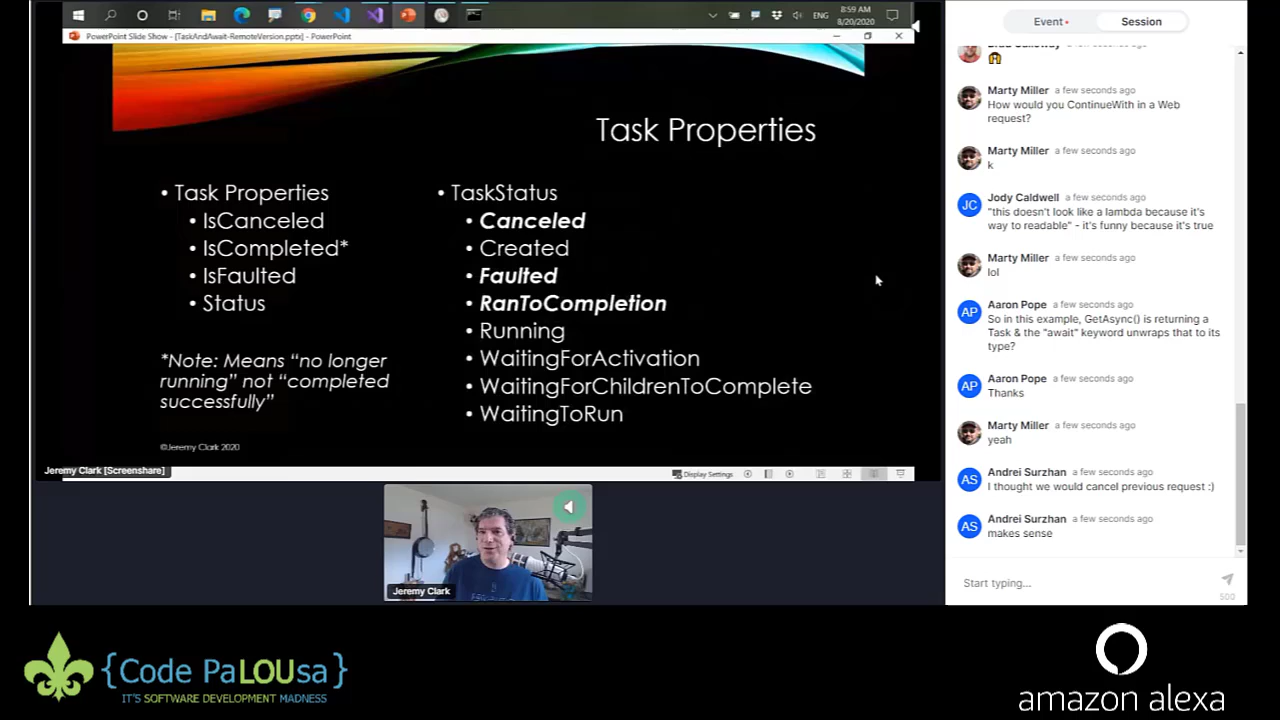 8:59 AM
ENG
8/20/2020
PowerPoint Slide Show - [TaskAndAwait-RemoteVersion.pptx] - PowerPoint
Task Properties
• Task Properties
• IsCanceled
• IsCompleted*
• IsFaulted
• Status
*Note: Means “no longer
running” not “completed
successfully”
©Jeremy Clark 2020
• TaskStatus
• Canceled
• Created
• Faulted
• RanToCompletion
• Running
• WaitingForActivation
• WaitingForChildrenToComplete
• WaitingToRun
Jeremy Clark [Screenshare]
Display Settings
Jeremy Clark
Event
Session
a few seconds ago
Marty Miller a few seconds ago
How would you ContinueWith in a Web
request?
Marty Miller a few seconds ago
k
JC
Jody Caldwell a few seconds ago
"this doesn't look like a lambda because it's
way to readable" - it's funny because it's true
Marty Miller a few seconds ago
lol
AP
Aaron Pope a few seconds ago
So in this example, GetAsync() is returning a
Task & the "await" keyword unwraps that to its
type?
AP
Aaron Pope a few seconds ago
Thanks
Marty Miller a few seconds ago
yeah
AS
Andrei Surzhan a few seconds ago
I thought we would cancel previous request :)
AS
Andrei Surzhan a few seconds ago
makes sense
Start typing...
500
{Code PaLOUsa}
IT'S SOFTWARE DEVELOPMENT MADNESS
amazon alexa